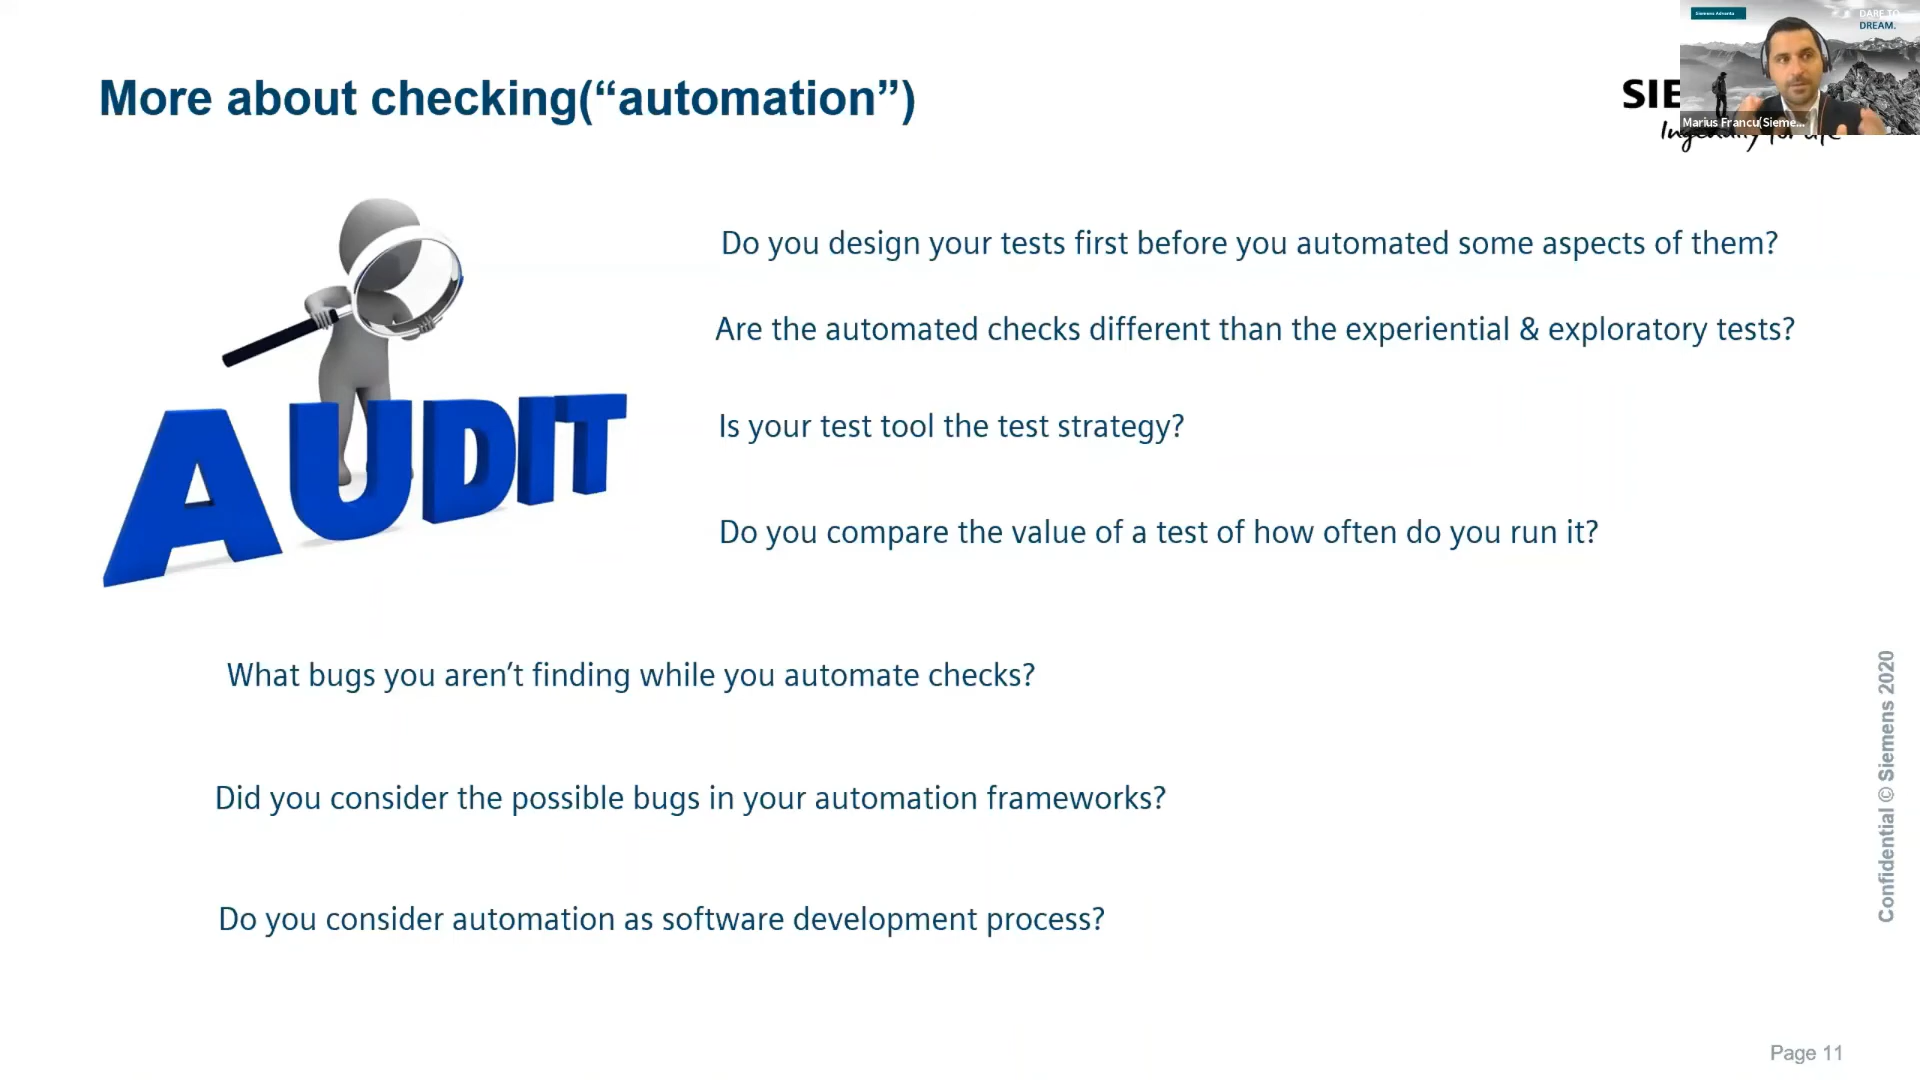 More about checking(“automation”)
SIE
DARE TO
DREAM.
Marius Francu(Sieme...
AUDIT
Do you design your tests first before you automated some aspects of them?
Are the automated checks different than the experiential & exploratory tests?
Is your test tool the test strategy?
Do you compare the value of a test of how often do you run it?
What bugs you aren’t finding while you automate checks?
Did you consider the possible bugs in your automation frameworks?
Do you consider automation as software development process?
Confidential © Siemens 2020
Page 11